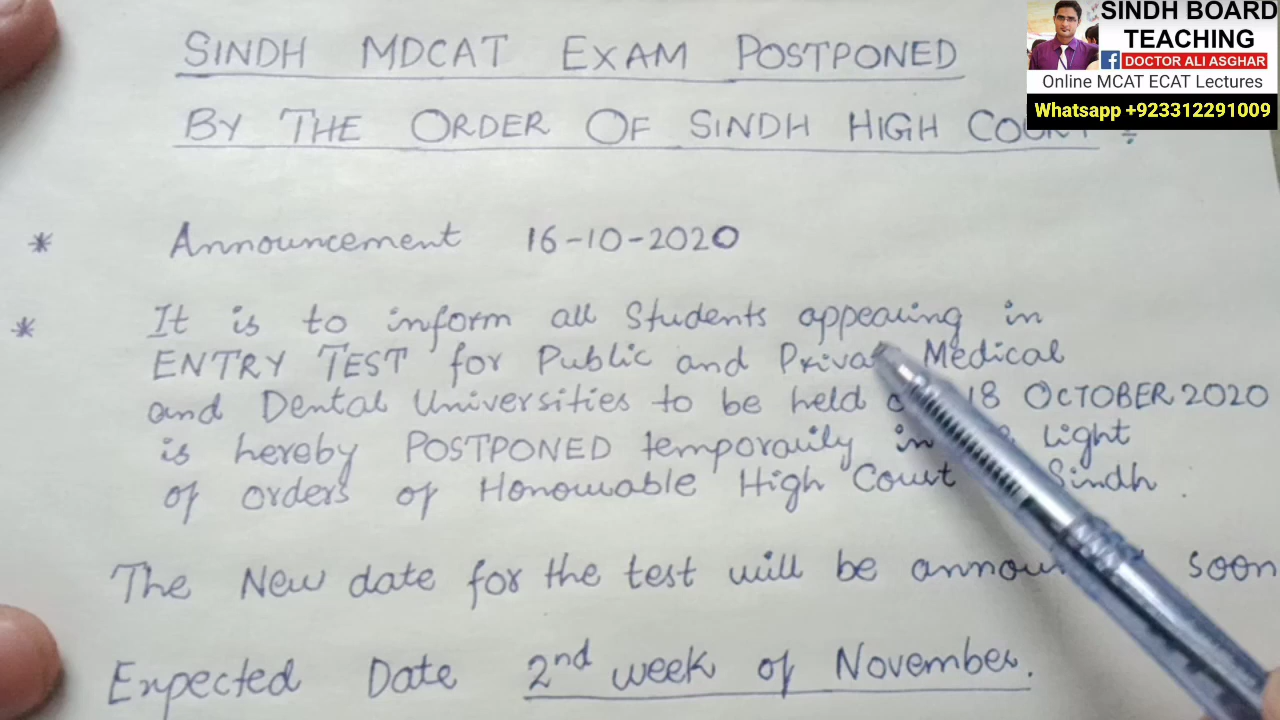 SINDH MDCAT EXAM POSTPONED
BY THE ORDER OF SINDH HIGH COURT :
* Announcement 16-10-2020
* It is to inform all Students appearing in
ENTRY TEST for Public and Medical
and Dental Universities to be held 18 OCTOBER 2020
is hereby POSTPONED temporarily in Light
of orders of Honourable High Court Sindh .
The New date for the test will be soon
Expected Date 2nd week of November.
SINDH BOARD
TEACHING
f DOCTOR ALI ASGHAR
Online MCAT ECAT Lectures
Whatsapp +923312291009